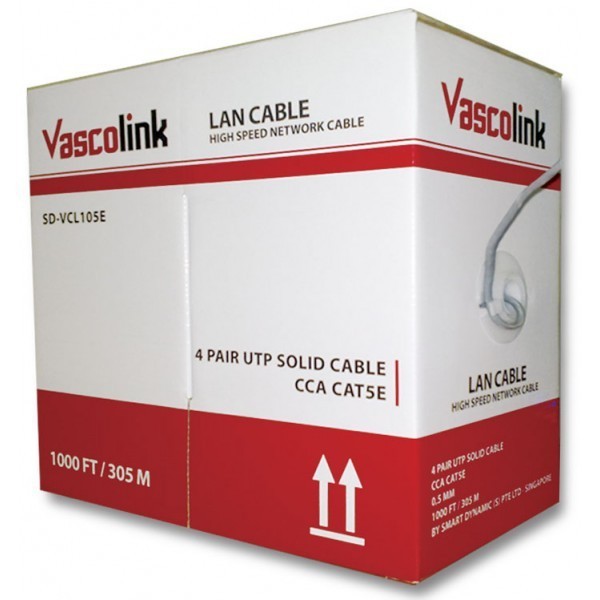 Vascolink
LAN CABLE
HIGH SPEED NETWORK CABLE
SD-VCL105E
4 PAIR UTP SOLID CABLE
CCA CAT5E
1000 FT / 305 M
Vascolink
LAN CABLE
HIGH SPEED NETWORK CABLE
4 PAIR UTP SOLID CABLE
CCA CAT5E
0.5 MM
1000 FT / 305 M
BY SMART DYNAMIC (S) PTE LTD · SINGAPORE